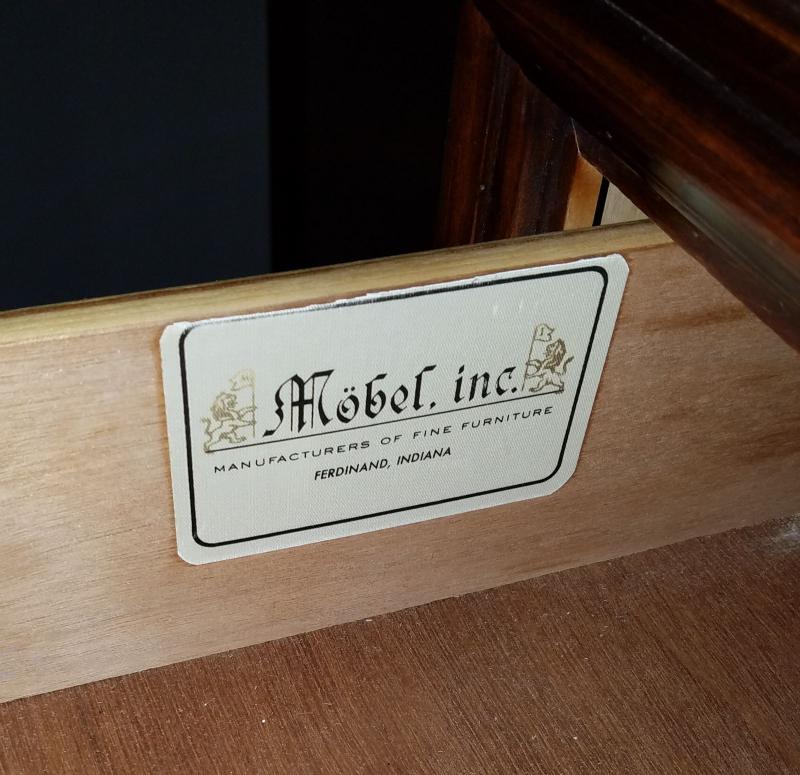 Möbel. inc.
MANUFACTURERS OF FINE FURNITURE
FERDINAND, INDIANA